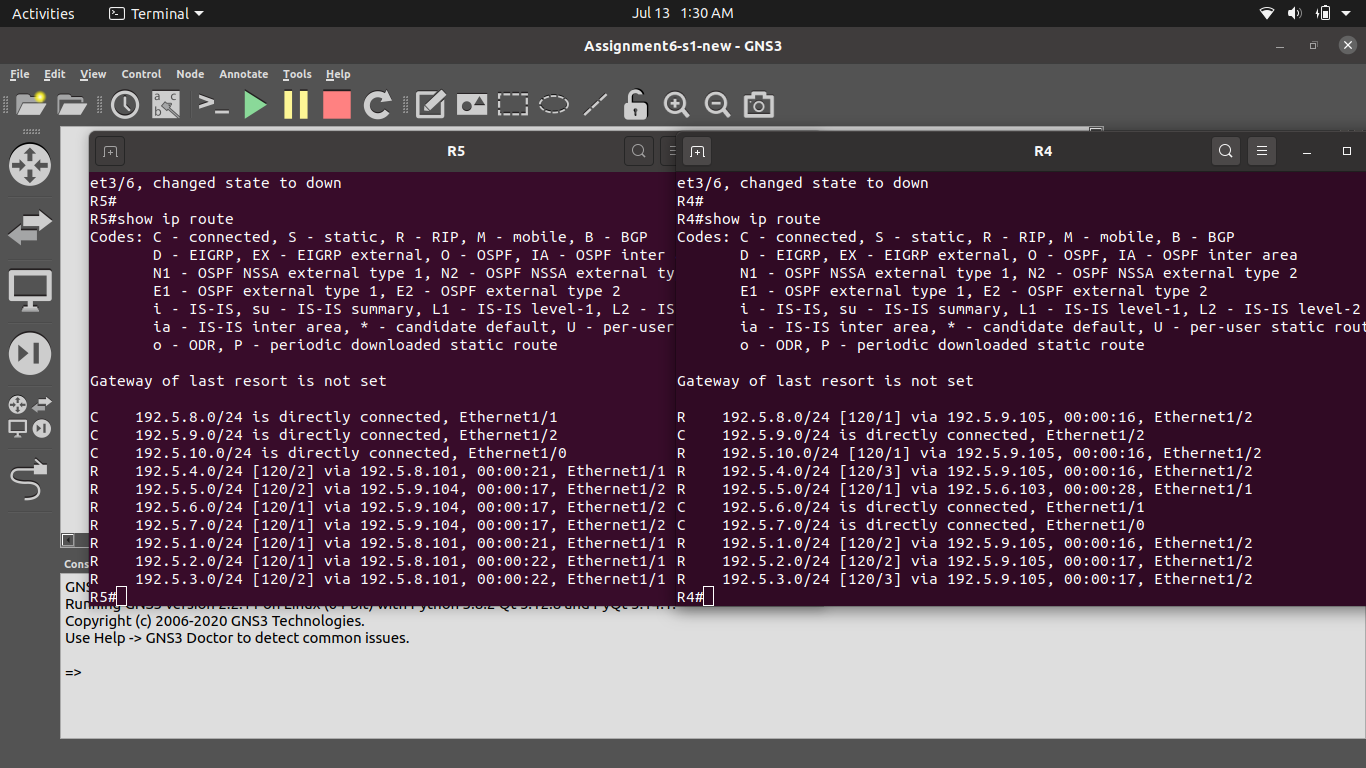 Activities
Terminal
Jul 13 1:30 AM
Assignment6-s1-new - GNS3
File Edit View Control Node Annotate Tools Help
R5
et3/6, changed state to down
R5#
R5#show ip route
Codes: C - connected, S - static, R - RIP, M - mobile, B - BGP
D - EIGRP, EX - EIGRP external, O - OSPF, IA - OSPF inter
N1 - OSPF NSSA external type 1, N2 - OSPF NSSA external ty
E1 - OSPF external type 1, E2 - OSPF external type 2
i - IS-IS, su - IS-IS summary, L1 - IS-IS level-1, L2 - IS
ia - IS-IS inter area, * - candidate default, U - per-user
o - ODR, P - periodic downloaded static route
Gateway of last resort is not set
C 192.5.8.0/24 is directly connected, Ethernet1/1
C 192.5.9.0/24 is directly connected, Ethernet1/2
C 192.5.10.0/24 is directly connected, Ethernet1/0
R 192.5.4.0/24 [120/2] via 192.5.8.101, 00:00:21, Ethernet1/1
R 192.5.5.0/24 [120/2] via 192.5.9.104, 00:00:17, Ethernet1/2
R 192.5.6.0/24 [120/1] via 192.5.9.104, 00:00:17, Ethernet1/2
R 192.5.7.0/24 [120/1] via 192.5.9.104, 00:00:17, Ethernet1/2
R 192.5.1.0/24 [120/1] via 192.5.8.101, 00:00:21, Ethernet1/1
R 192.5.2.0/24 [120/1] via 192.5.8.101, 00:00:22, Ethernet1/1
R 192.5.3.0/24 [120/2] via 192.5.8.101, 00:00:22, Ethernet1/1
R5#
R4
et3/6, changed state to down
R4#
R4#show ip route
Codes: C - connected, S - static, R - RIP, M - mobile, B - BGP
D - EIGRP, EX - EIGRP external, O - OSPF, IA - OSPF inter area
N1 - OSPF NSSA external type 1, N2 - OSPF NSSA external type 2
E1 - OSPF external type 1, E2 - OSPF external type 2
i - IS-IS, su - IS-IS summary, L1 - IS-IS level-1, L2 - IS-IS level-2
ia - IS-IS inter area, * - candidate default, U - per-user static rout
o - ODR, P - periodic downloaded static route
Gateway of last resort is not set
R 192.5.8.0/24 [120/1] via 192.5.9.105, 00:00:16, Ethernet1/2
C 192.5.9.0/24 is directly connected, Ethernet1/2
R 192.5.10.0/24 [120/1] via 192.5.9.105, 00:00:16, Ethernet1/2
R 192.5.4.0/24 [120/3] via 192.5.9.105, 00:00:16, Ethernet1/2
R 192.5.5.0/24 [120/1] via 192.5.6.103, 00:00:28, Ethernet1/1
C 192.5.6.0/24 is directly connected, Ethernet1/1
C 192.5.7.0/24 is directly connected, Ethernet1/0
R 192.5.1.0/24 [120/2] via 192.5.9.105, 00:00:16, Ethernet1/2
R 192.5.2.0/24 [120/2] via 192.5.9.105, 00:00:17, Ethernet1/2
R 192.5.3.0/24 [120/3] via 192.5.9.105, 00:00:17, Ethernet1/2
R4#
Cons
GNS
Running GNS3 version on Linux with Python and
Copyright (c) 2006-2020 GNS3 Technologies.
Use Help -> GNS3 Doctor to detect common issues.
=>